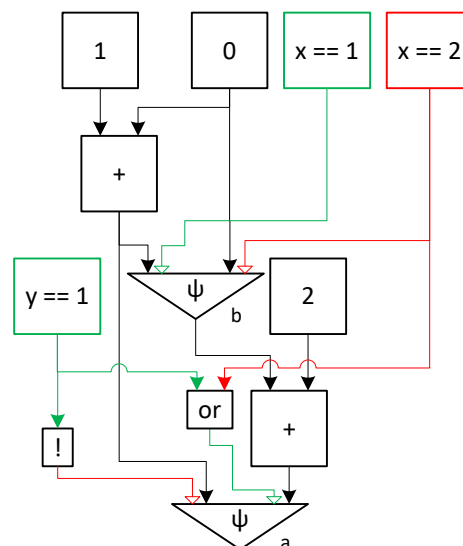 1 0 x == 1 x == 2
+
ψ
b
y == 1 2
or +
!
ψ
a